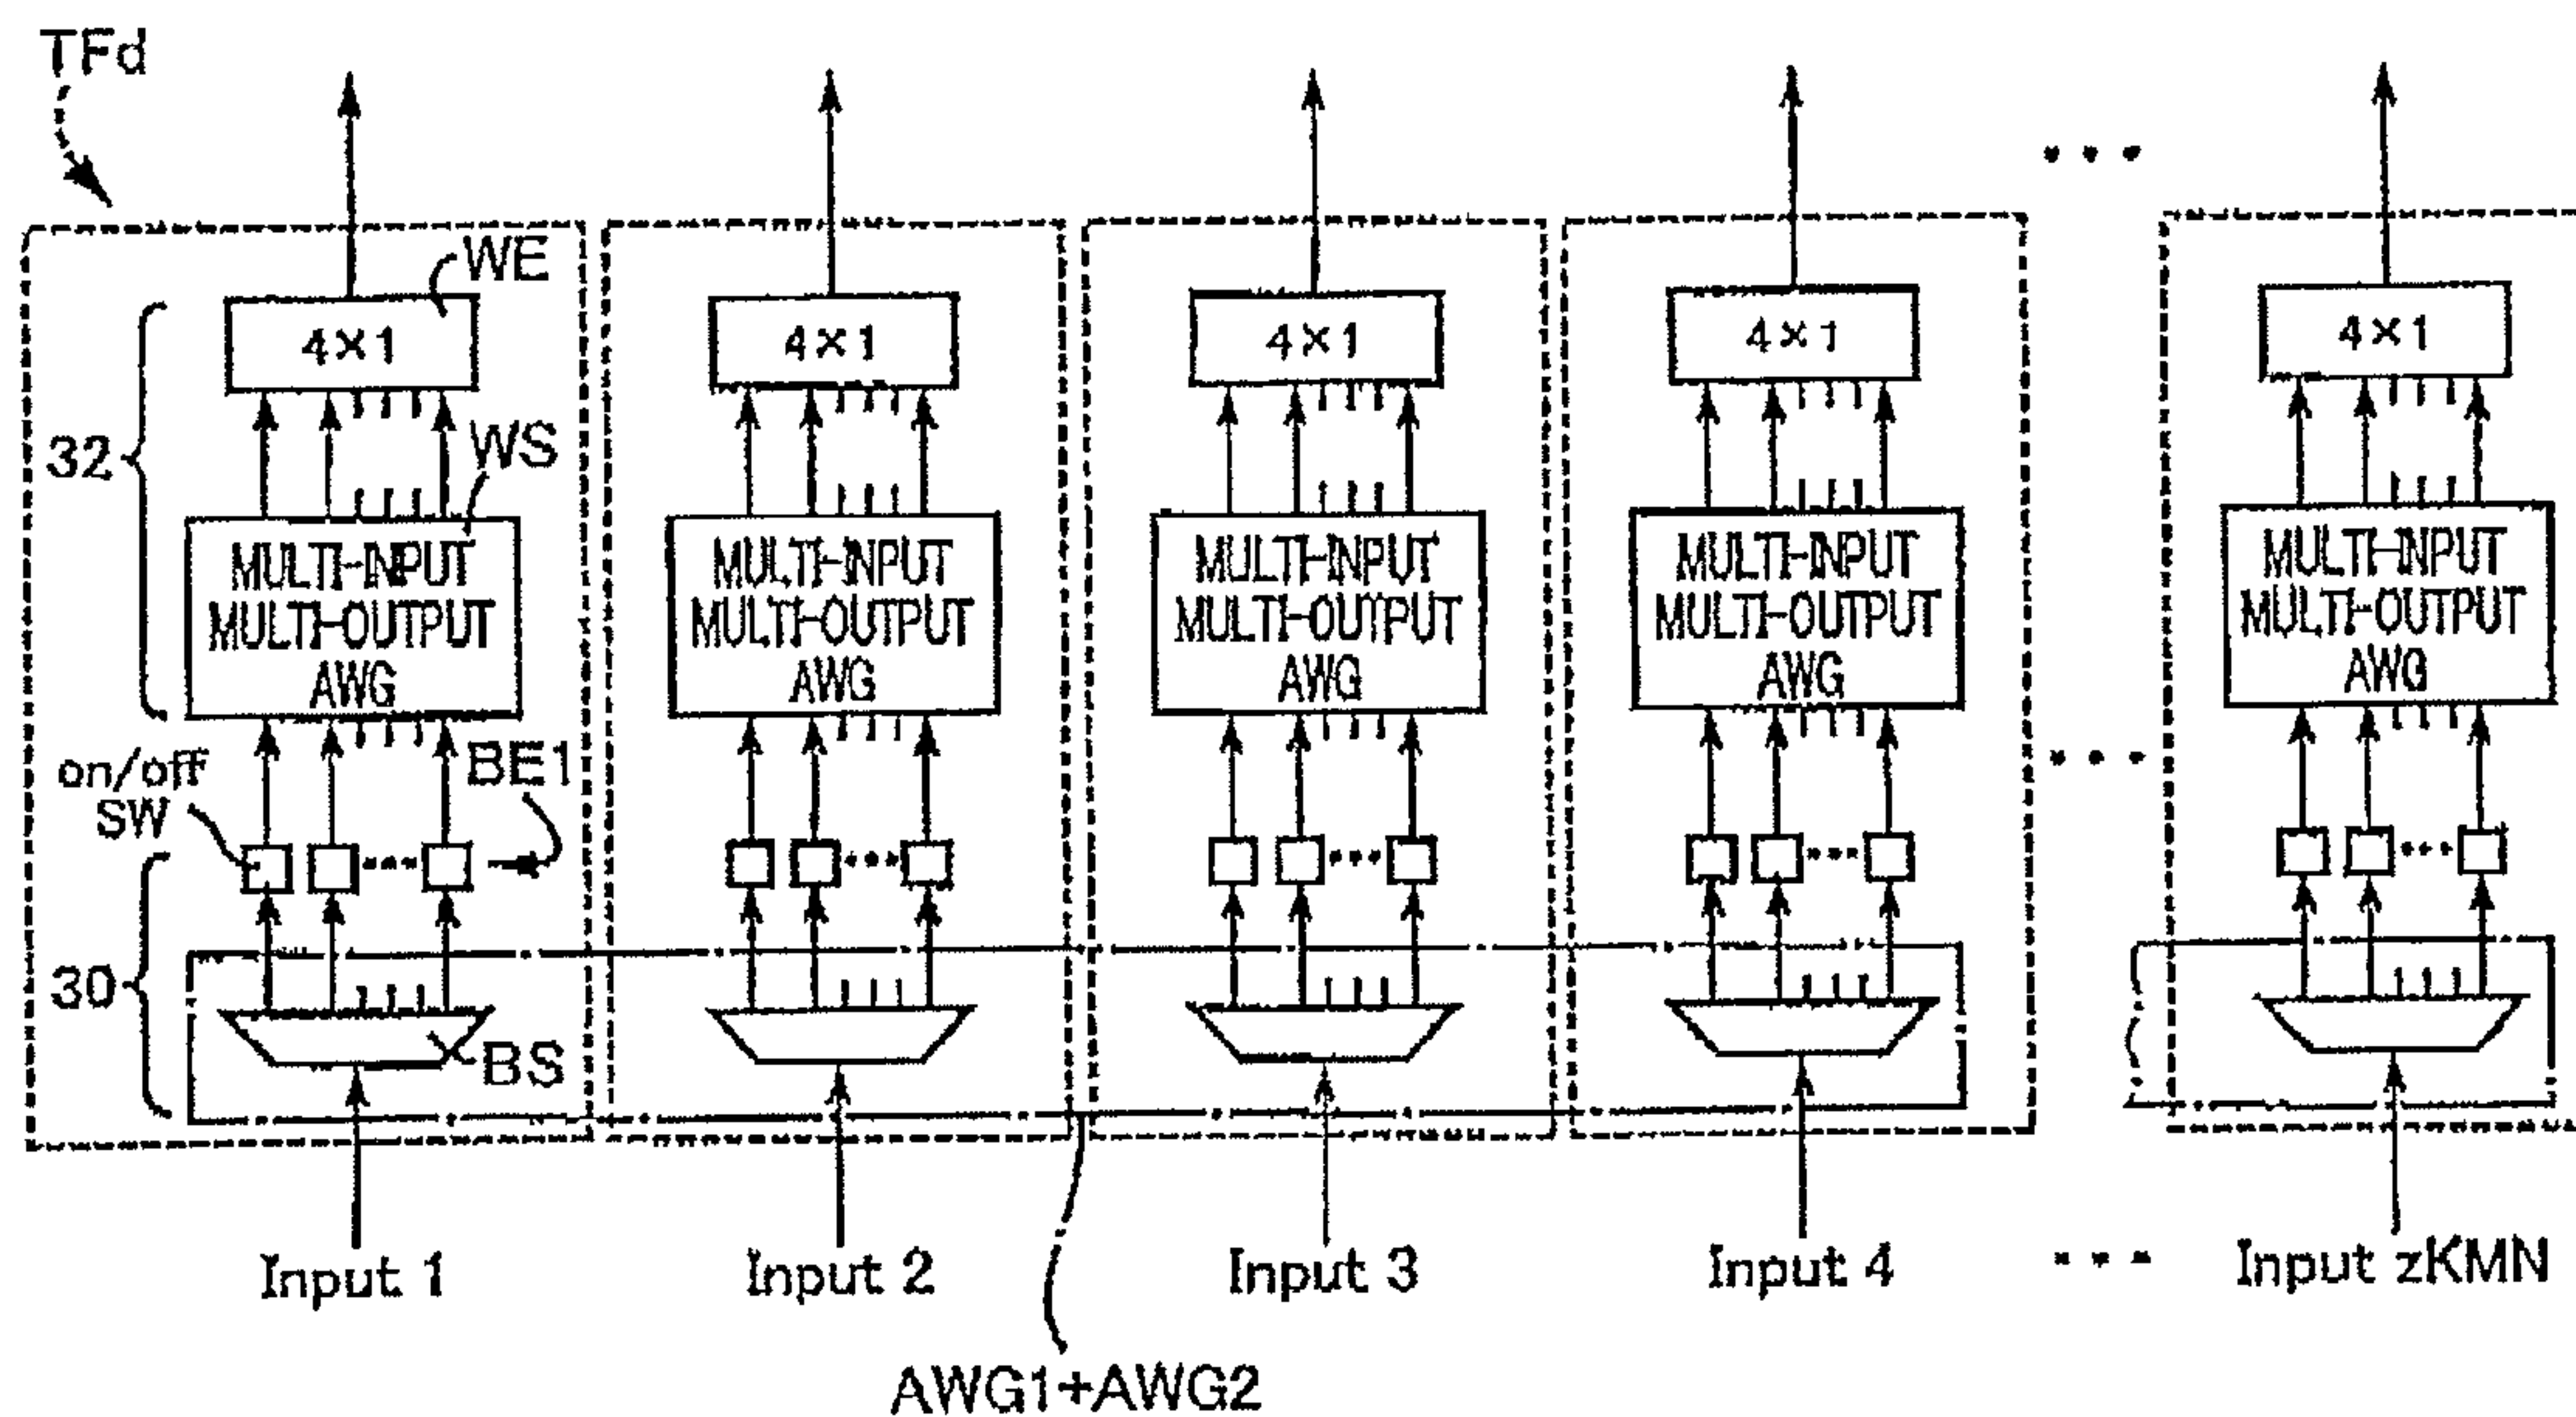 TFd
WE
4×1
4×1
4×1
4×1
4×1
32
WS
MULTI-INPUT
MULTI-OUTPUT
AWG
MULTI-INPUT
MULTI-OUTPUT
AWG
MULTI-INPUT
MULTI-OUTPUT
AWG
MULTI-INPUT
MULTI-OUTPUT
AWG
MULTI-INPUT
MULTI-OUTPUT
AWG
on/off
SW
BE1
30
BS
Input 1
Input 2
Input 3
Input 4
Input zKMN
AWG1+AWG2